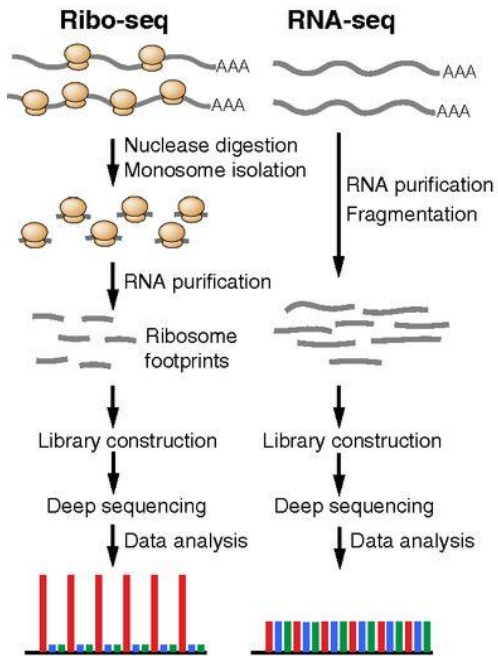 Ribo-seq
AAA
AAA
Nuclease digestion
Monosome isolation
RNA purification
Ribosome
footprints
Library construction
Deep sequencing
Data analysis
RNA-seq
AAA
AAA
RNA purification
Fragmentation
Library construction
Deep sequencing
Data analysis